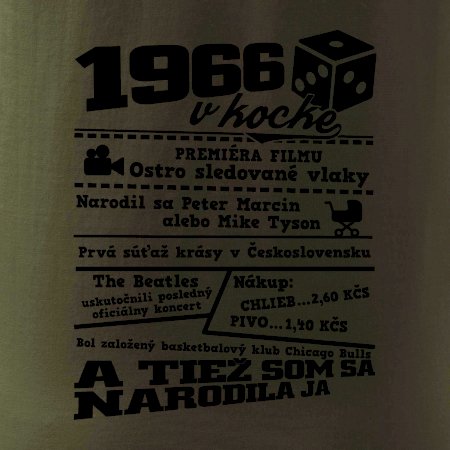 1966
v kocke
PREMIÉRA FILMU
Ostro sledované vlaky
Narodil sa Peter Marcin
alebo Mike Tyson
Prvá súťaž krásy v Československu
The Beatles
uskutočnili posledný
oficiálny koncert
Nákup:
CHLIEB...2,60 KČS
PIVO...1,40 KČS
Bol založený basketbalový klub Chicago Bulls
A TIEŽ SOM SA
NARODILA JA